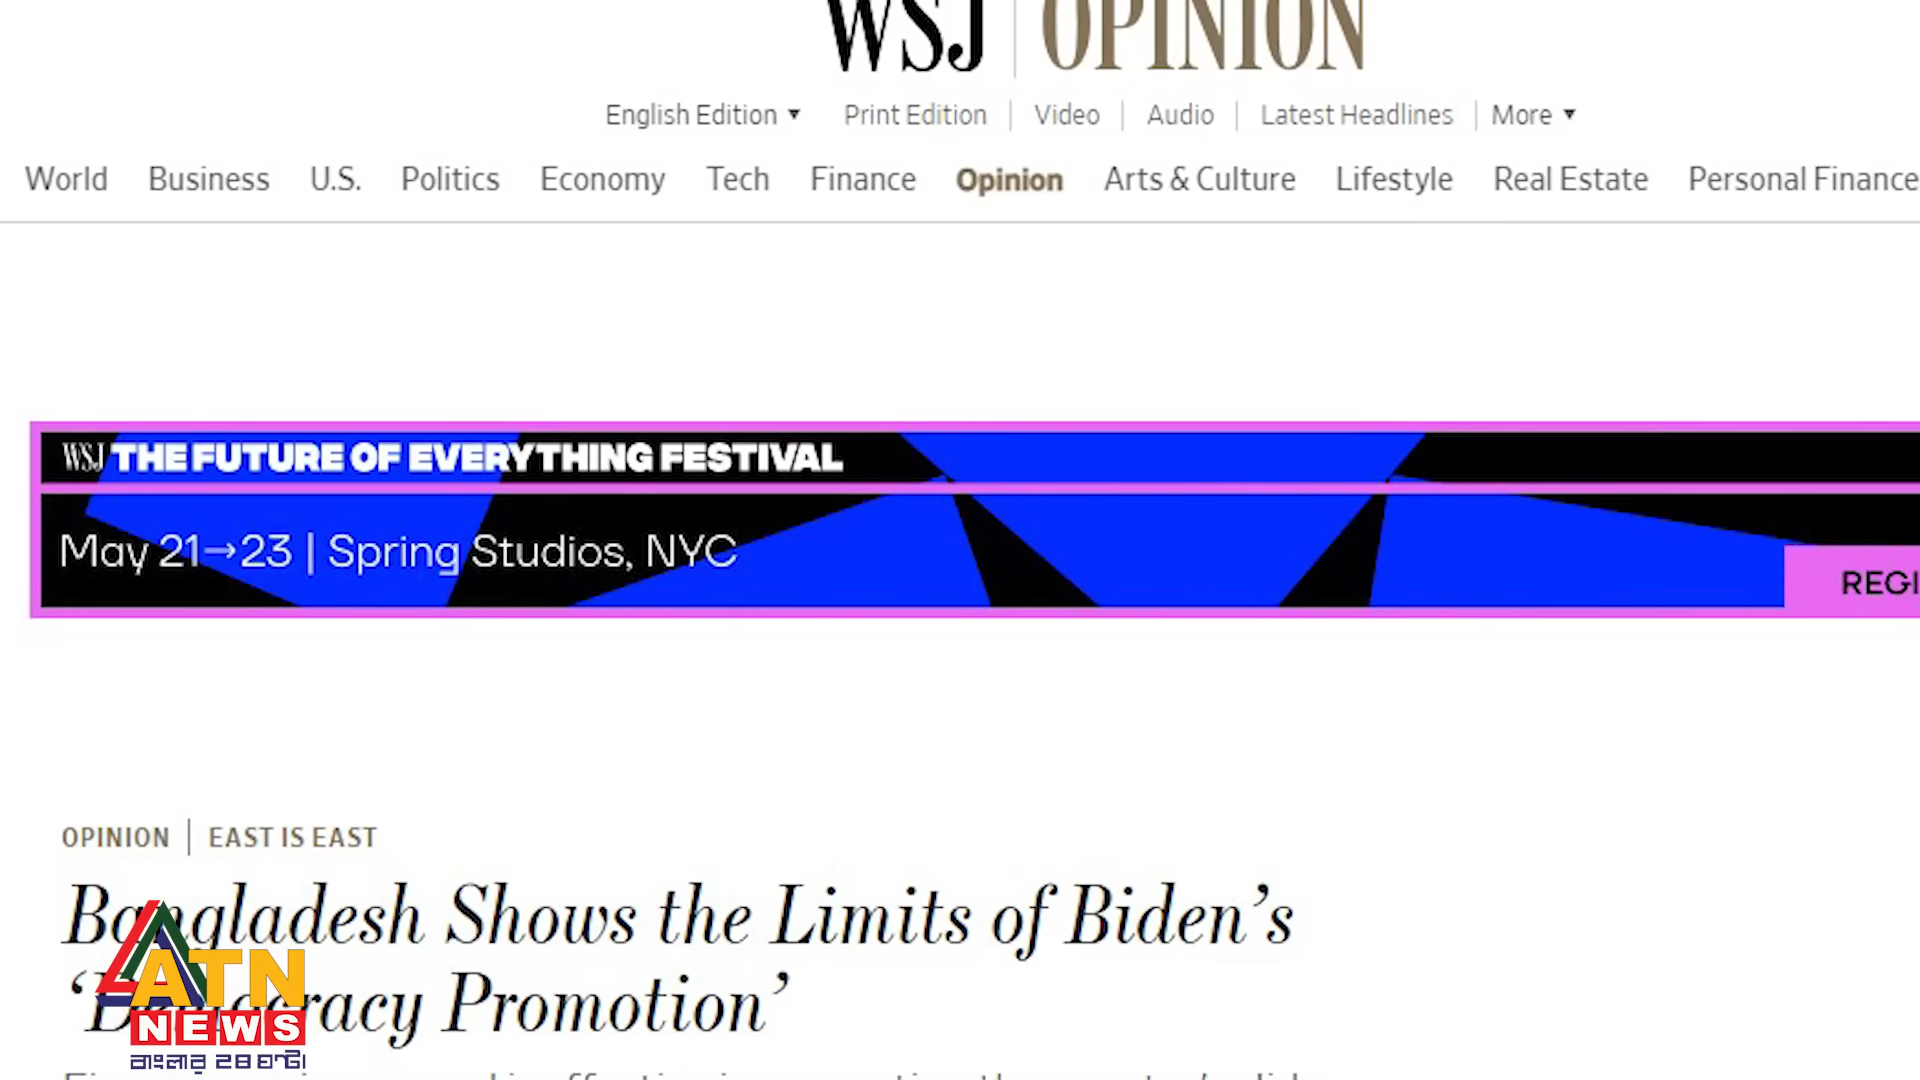 WSJ | OPINION
English Edition ▼ Print Edition | Video | Audio | Latest Headlines | More ▼
World Business U.S. Politics Economy Tech Finance Opinion Arts & Culture Lifestyle Real Estate Personal Finance
WSJ THE FUTURE OF EVERYTHING FESTIVAL
May 21→23 | Spring Studios, NYC
REGI
OPINION | EAST IS EAST
Bangladesh Shows the Limits of Biden’s
‘Democracy Promotion’
ATN
NEWS
বাংলার ২৪ ঘন্টা